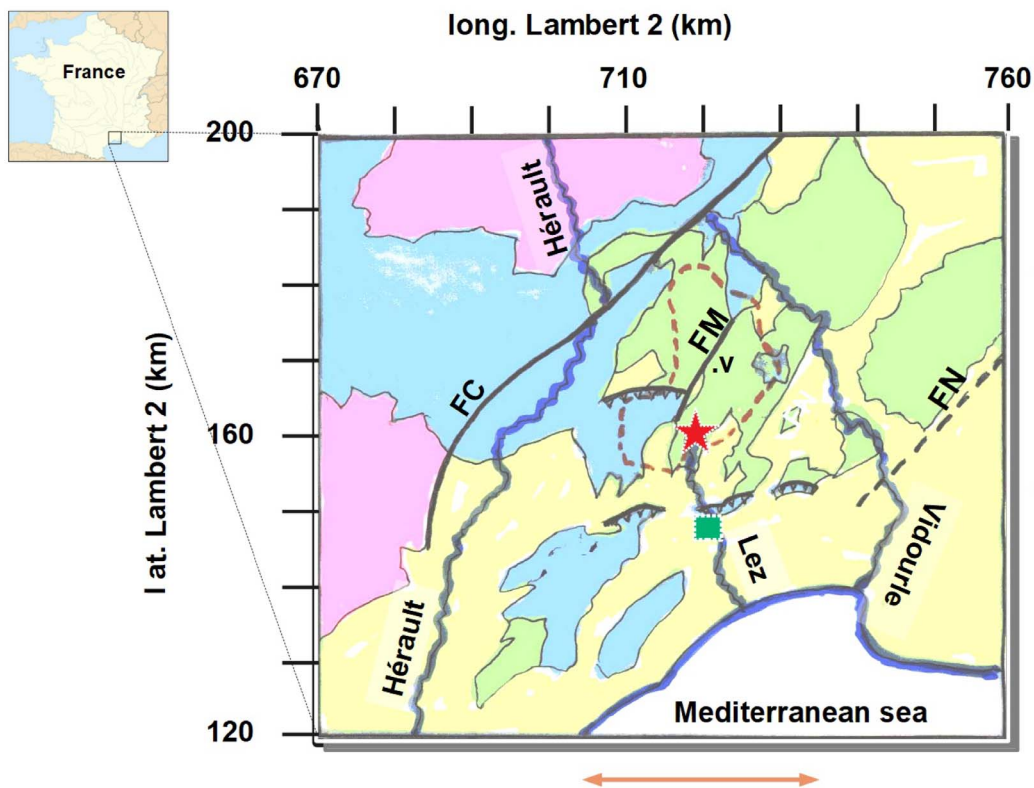 long. Lambert 2 (km)
France
670
710
760
200
Hérault
FM
.v
FC
FN
l at. Lambert 2 (km)
160
Vidourle
Lez
Hérault
Mediterranean sea
120